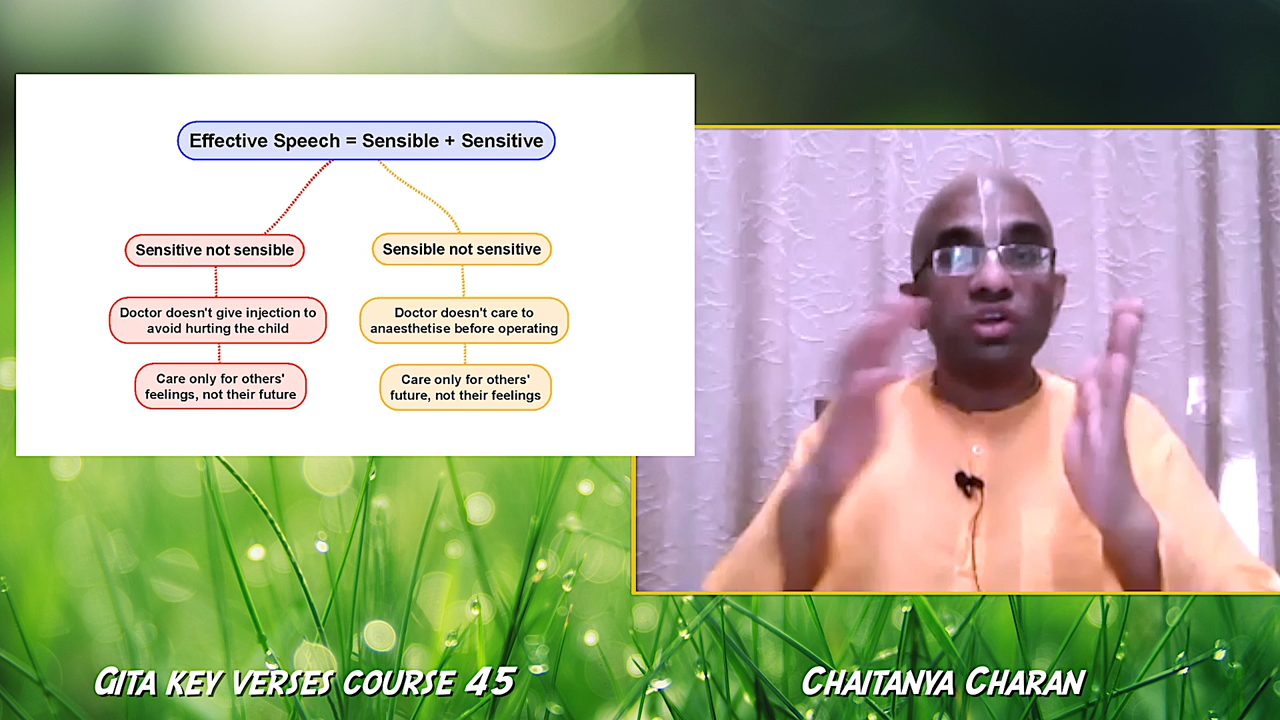 Effective Speech = Sensible + Sensitive
Sensitive not sensible
Sensible not sensitive
Doctor doesn't give injection to
avoid hurting the child
Doctor doesn't care to
anaesthetise before operating
Care only for others'
feelings, not their future
Care only for others'
future, not their feelings
Gita key verses course 45
Chaitanya Charan